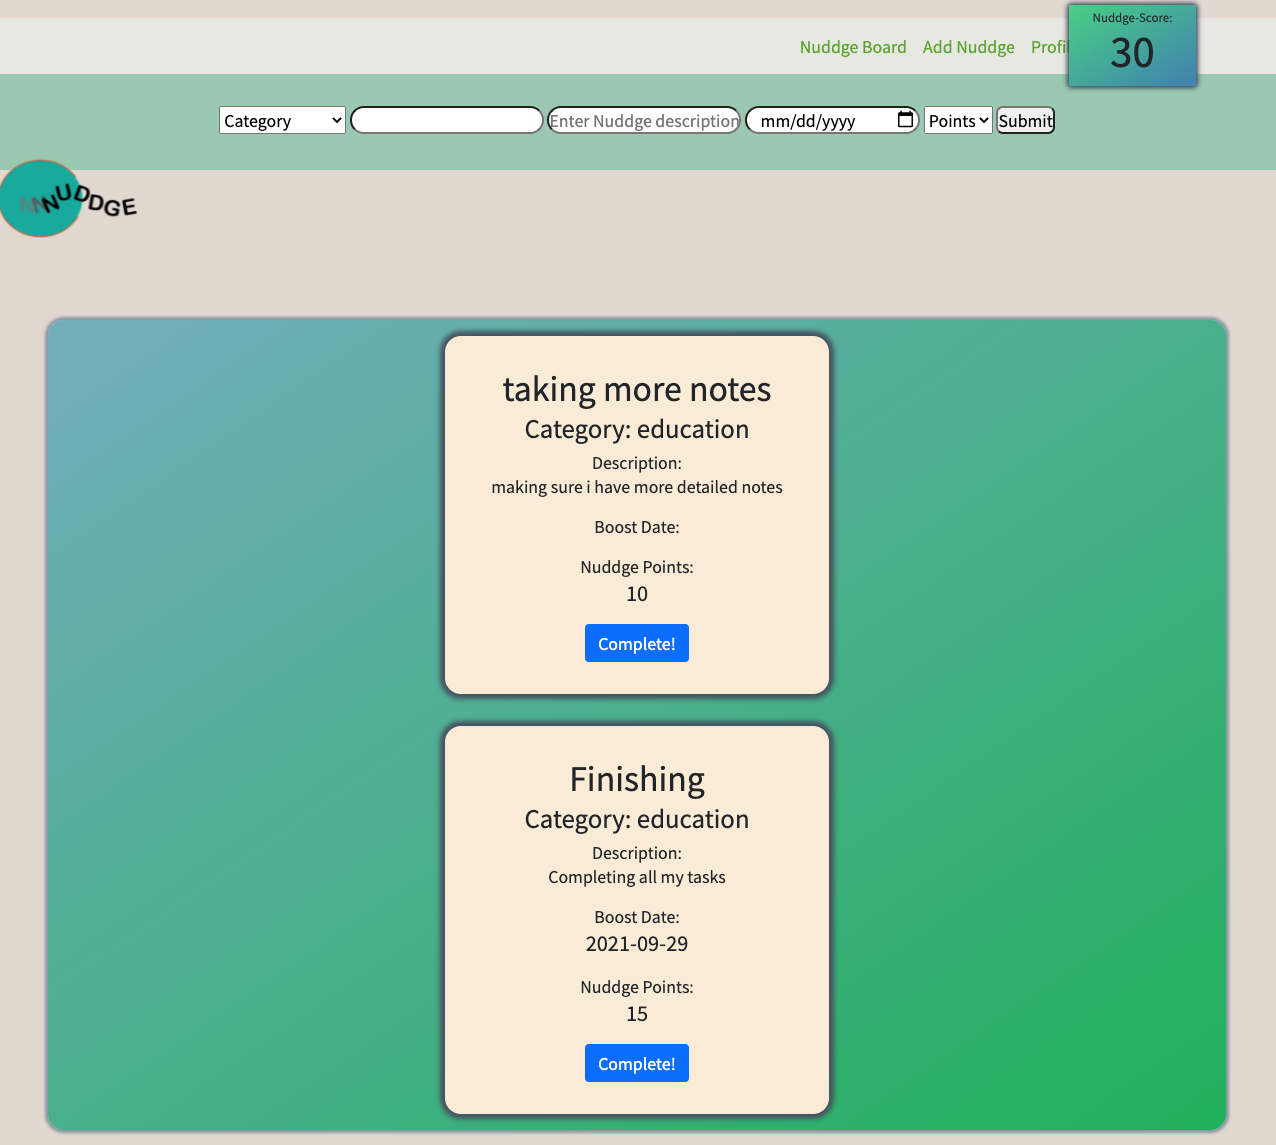 Nuddge-Score:
30
Nuddge Board Add Nuddge Profil
Category Enter Nuddge description mm/dd/yyyy Points Submit
NUDDGE
taking more notes
Category: education
Description:
making sure i have more detailed notes
Boost Date:
Nuddge Points:
10
Complete!
Finishing
Category: education
Description:
Completing all my tasks
Boost Date:
2021-09-29
Nuddge Points:
15
Complete!